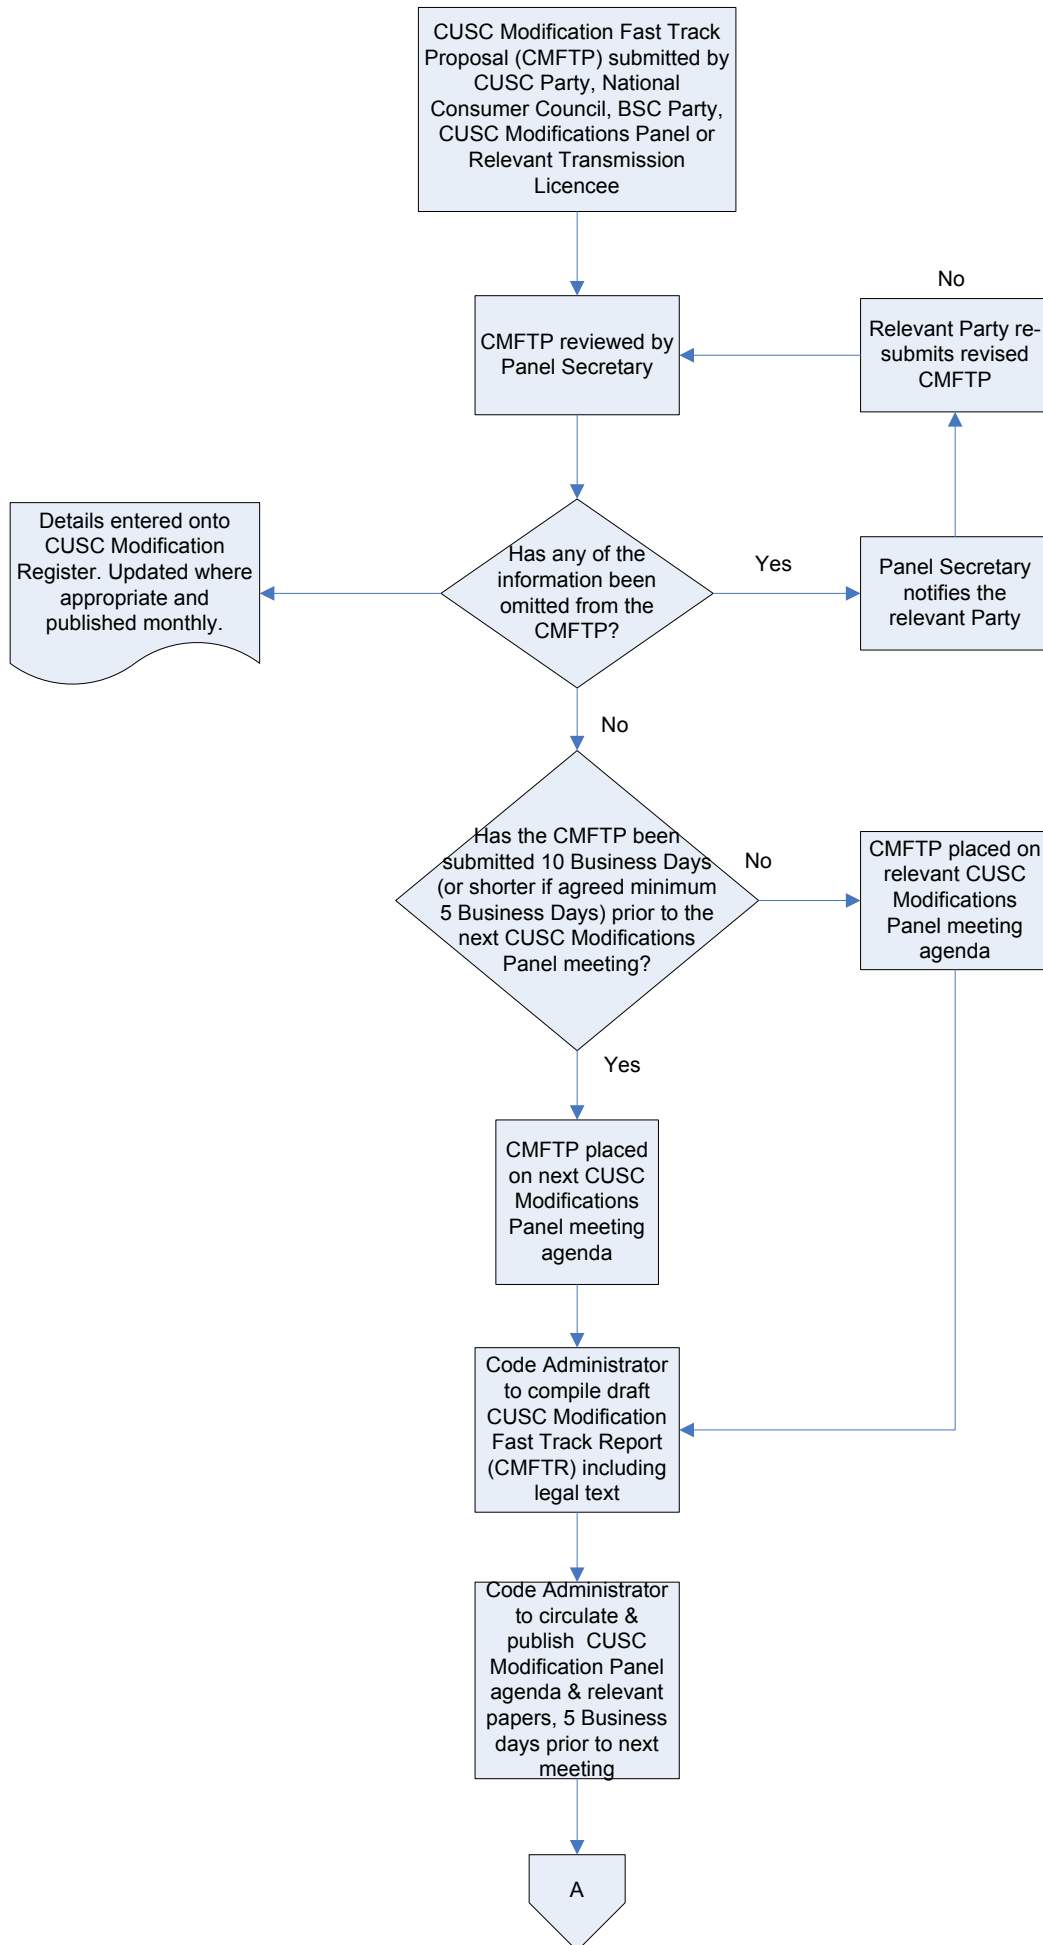 CUSC Modification Fast Track
Proposal (CMFTP) submitted by
CUSC Party, National
Consumer Council, BSC Party,
CUSC Modifications Panel or
Relevant Transmission
Licencee
No
CMFTP reviewed by
Panel Secretary
Relevant Party re-
submits revised
CMFTP
Details entered onto
CUSC Modification
Register. Updated where
appropriate and
published monthly.
Has any of the
information been
omitted from the
CMFTP?
Yes
Panel Secretary
notifies the
relevant Party
No
Has the CMFTP been
submitted 10 Business Days
(or shorter if agreed minimum
5 Business Days) prior to the
next CUSC Modifications
Panel meeting?
No
CMFTP placed on
relevant CUSC
Modifications
Panel meeting
agenda
Yes
CMFTP placed
on next CUSC
Modifications
Panel meeting
agenda
Code Administrator
to compile draft
CUSC Modification
Fast Track Report
(CMFTR) including
legal text
Code Administrator
to circulate &
publish CUSC
Modification Panel
agenda & relevant
papers, 5 Business
days prior to next
meeting
A